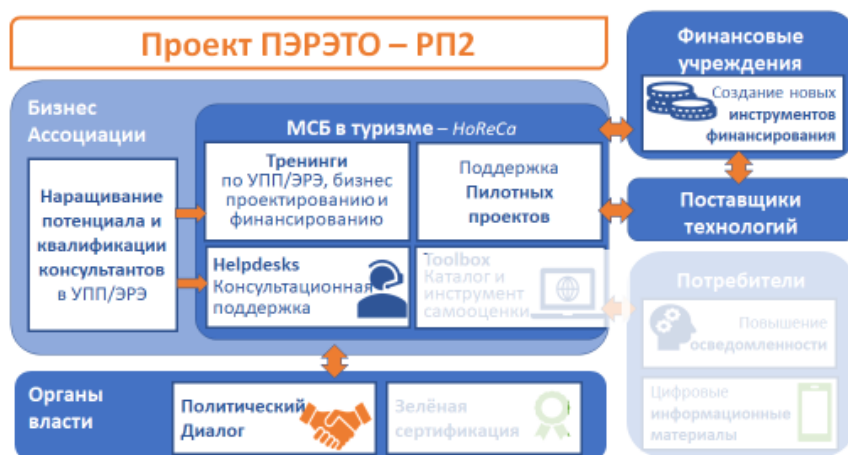 Проект ПЭРЭТО – РП2
Бизнес
Ассоциации
Наращивание
потенциала и
квалификации
консультантов
в УПП/ЭРЭ
МСБ в туризме – HoReCa
Тренинги
по УПП/ЭРЭ, бизнес
проектированию и
финансированию
Поддержка
Пилотных
проектов
Helpdesks
Консультационная
поддержка
Toolbox
Каталог и
инструмент
самооценки
Органы
власти
Политический
Диалог
Зелёная
сертификация
Финансовые
учреждения
Создание новых
инструментов
финансирования
Поставщики
технологий
Потребители
Повышение
осведомленности
Цифровые
информационные
материалы